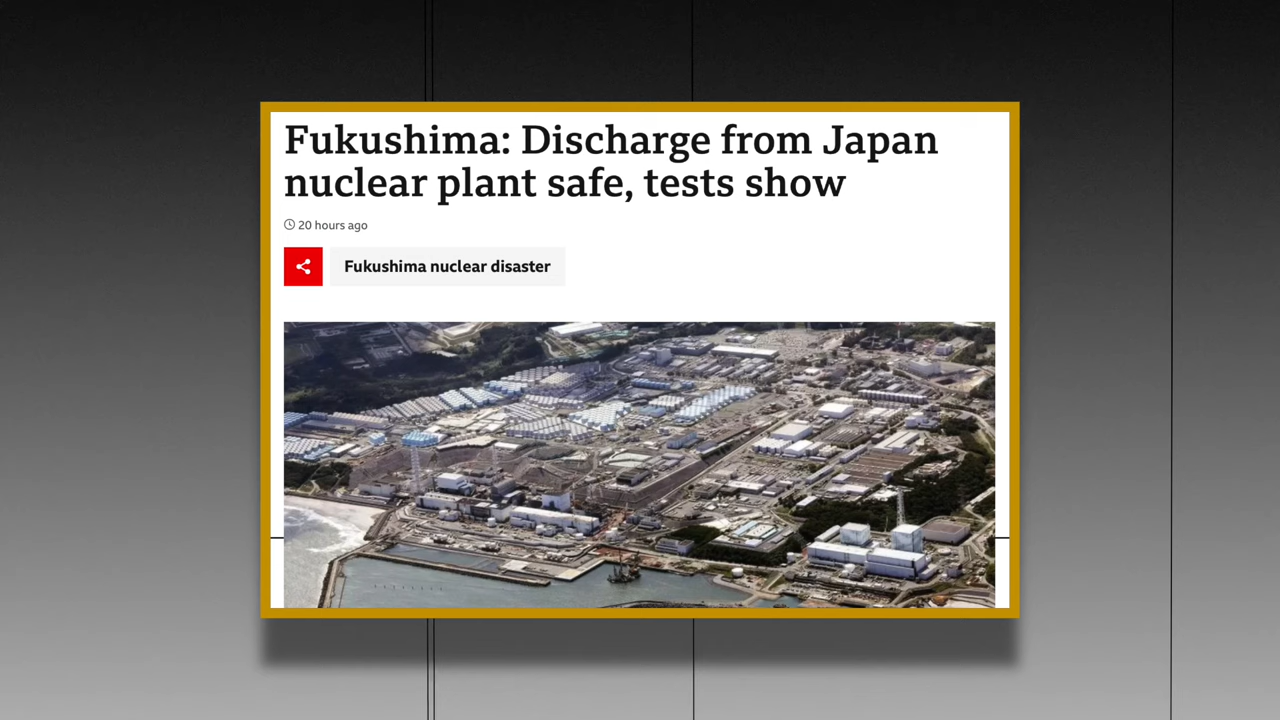 Fukushima: Discharge from Japan
nuclear plant safe, tests show
20 hours ago
Fukushima nuclear disaster